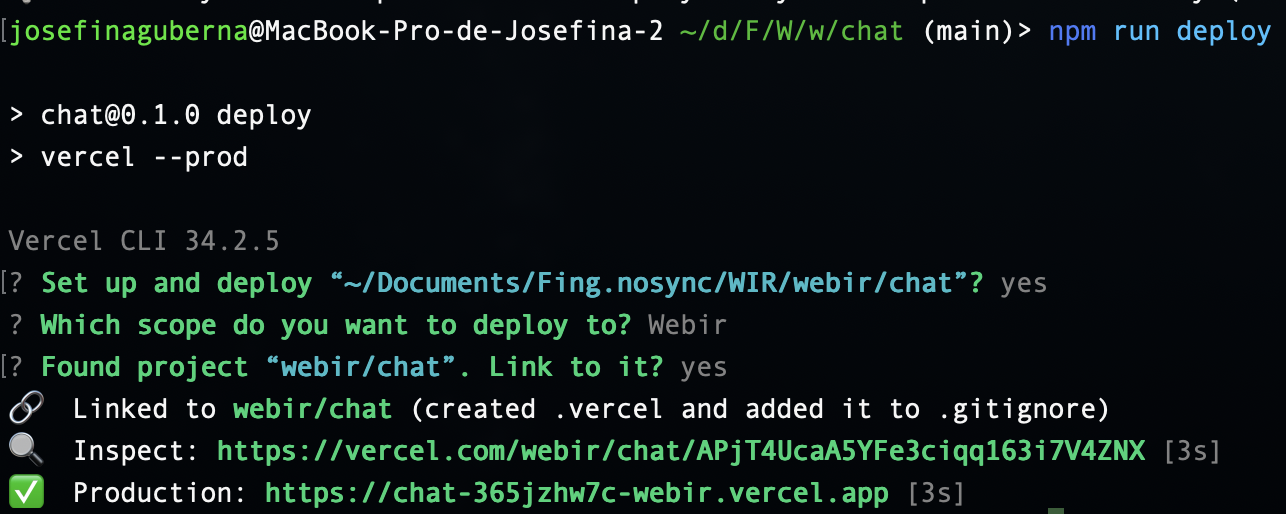 [josefinaguberna@MacBook-Pro-de-Josefina-2 ~/d/F/W/w/chat (main)> npm run deploy
> chat@0.1.0 deploy
> vercel --prod
Vercel CLI 34.2.5
[? Set up and deploy “~/Documents/Fing.nosync/WIR/webir/chat”? yes
? Which scope do you want to deploy to? Webir
[? Found project “webir/chat”. Link to it? yes
🔗 Linked to webir/chat (created .vercel and added it to .gitignore)
🔍 Inspect: https://vercel.com/webir/chat/APjT4UcaA5YFe3ciqq163i7V4ZNX [3s]
✅ Production: https://chat-365jzhw7c-webir.vercel.app [3s]